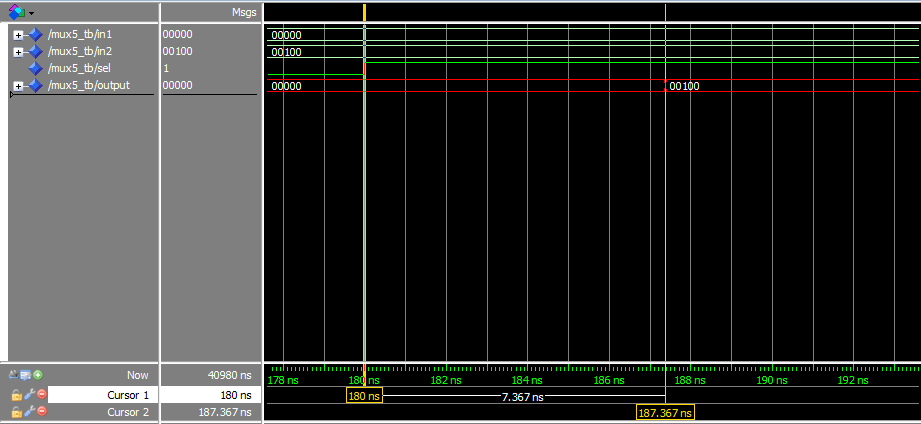 Msgs
/mux5_tb/in1 00000 00000
/mux5_tb/in2 00100 00100
/mux5_tb/sel 1
/mux5_tb/output 00000 00000 00100
Now 40980 ns 178 ns 180 ns 182 ns 184 ns 186 ns 188 ns 190 ns 192 ns
Cursor 1 180 ns 180 ns 7.367 ns
Cursor 2 187.367 ns 187.367 ns